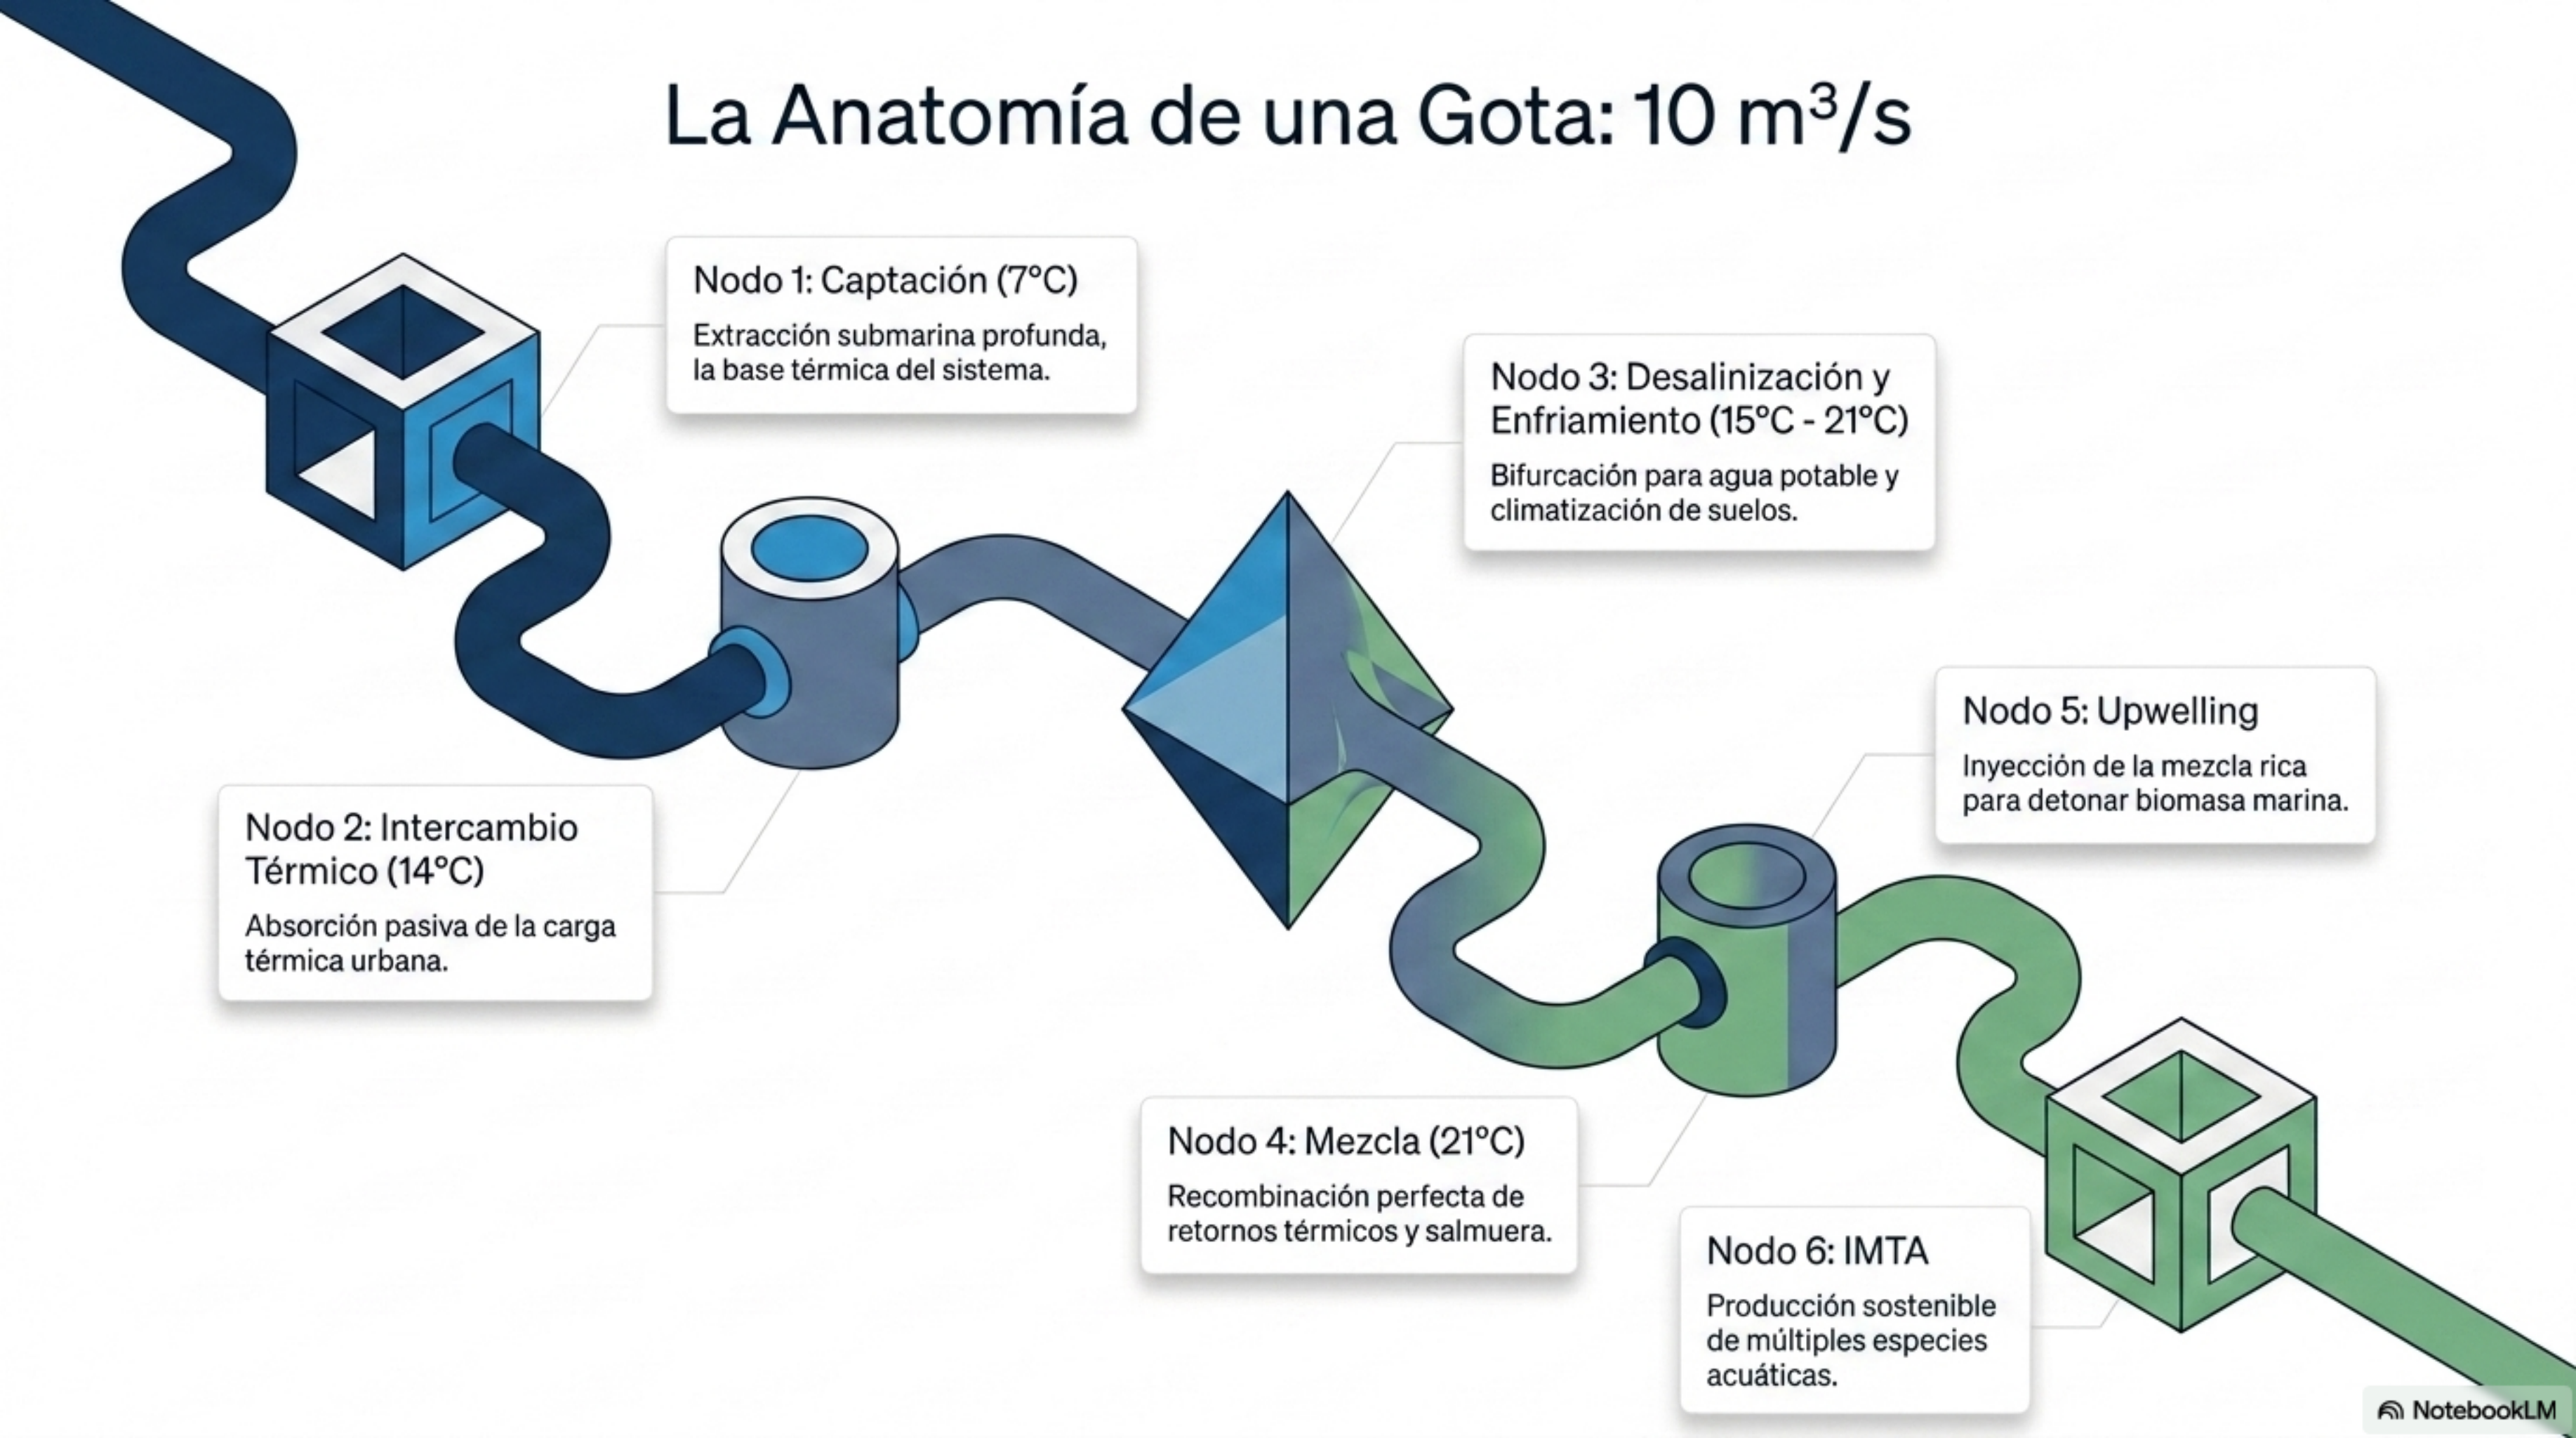 La Anatomía de una Gota: 10 m³/s
Nodo 1: Captación (7°C)
Extracción submarina profunda,
la base térmica del sistema.
Nodo 2: Intercambio
Térmico (14°C)
Absorción pasiva de la carga
térmica urbana.
Nodo 3: Desalinización y
Enfriamiento (15°C - 21°C)
Bifurcación para agua potable y
climatización de suelos.
Nodo 4: Mezcla (21°C)
Recombinación perfecta de
retornos térmicos y salmuera.
Nodo 5: Upwelling
Inyección de la mezcla rica
para detonar biomasa marina.
Nodo 6: IMTA
Producción sostenible
de múltiples especies
acuáticas.
NotebookLM